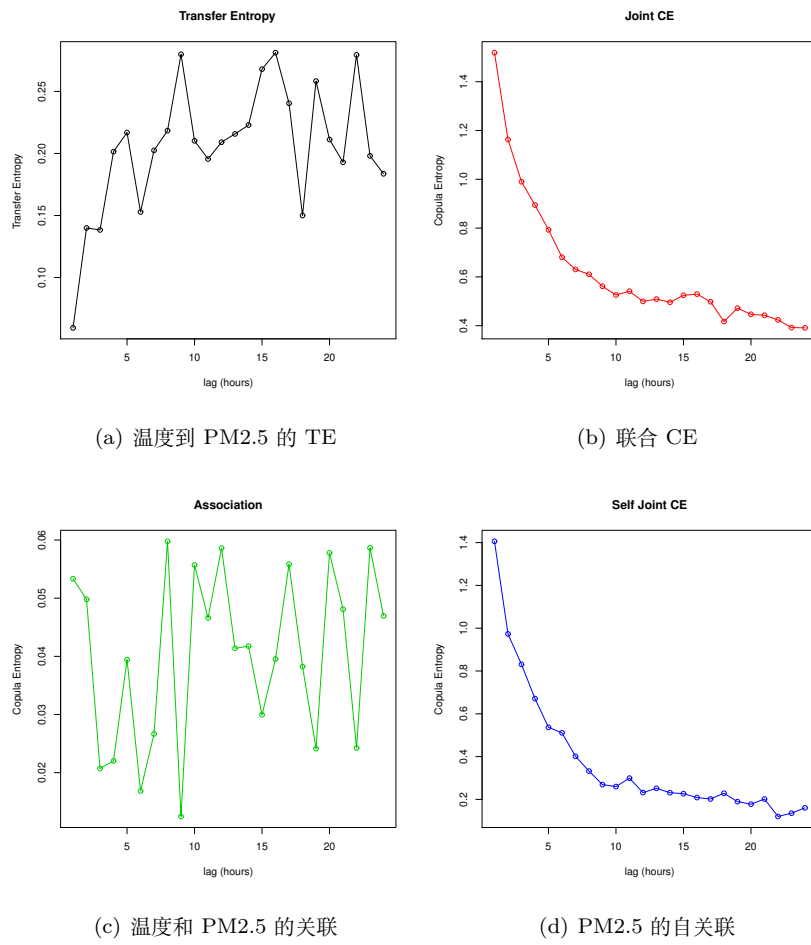 Transfer Entropy
Transfer Entropy
0.25
0.20
0.15
0.10
5
10
15
20
lag (hours)
(a) 温度到 PM2.5 的 TE
Joint CE
Copula Entropy
1.4
1.2
1.0
0.8
0.6
0.4
5
10
15
20
lag (hours)
(b) 联合 CE
Association
Copula Entropy
0.06
0.05
0.04
0.03
0.02
5
10
15
20
lag (hours)
(c) 温度和 PM2.5 的关联
Self Joint CE
Copula Entropy
1.4
1.2
1.0
0.8
0.6
0.4
0.2
5
10
15
20
lag (hours)
(d) PM2.5 的自关联